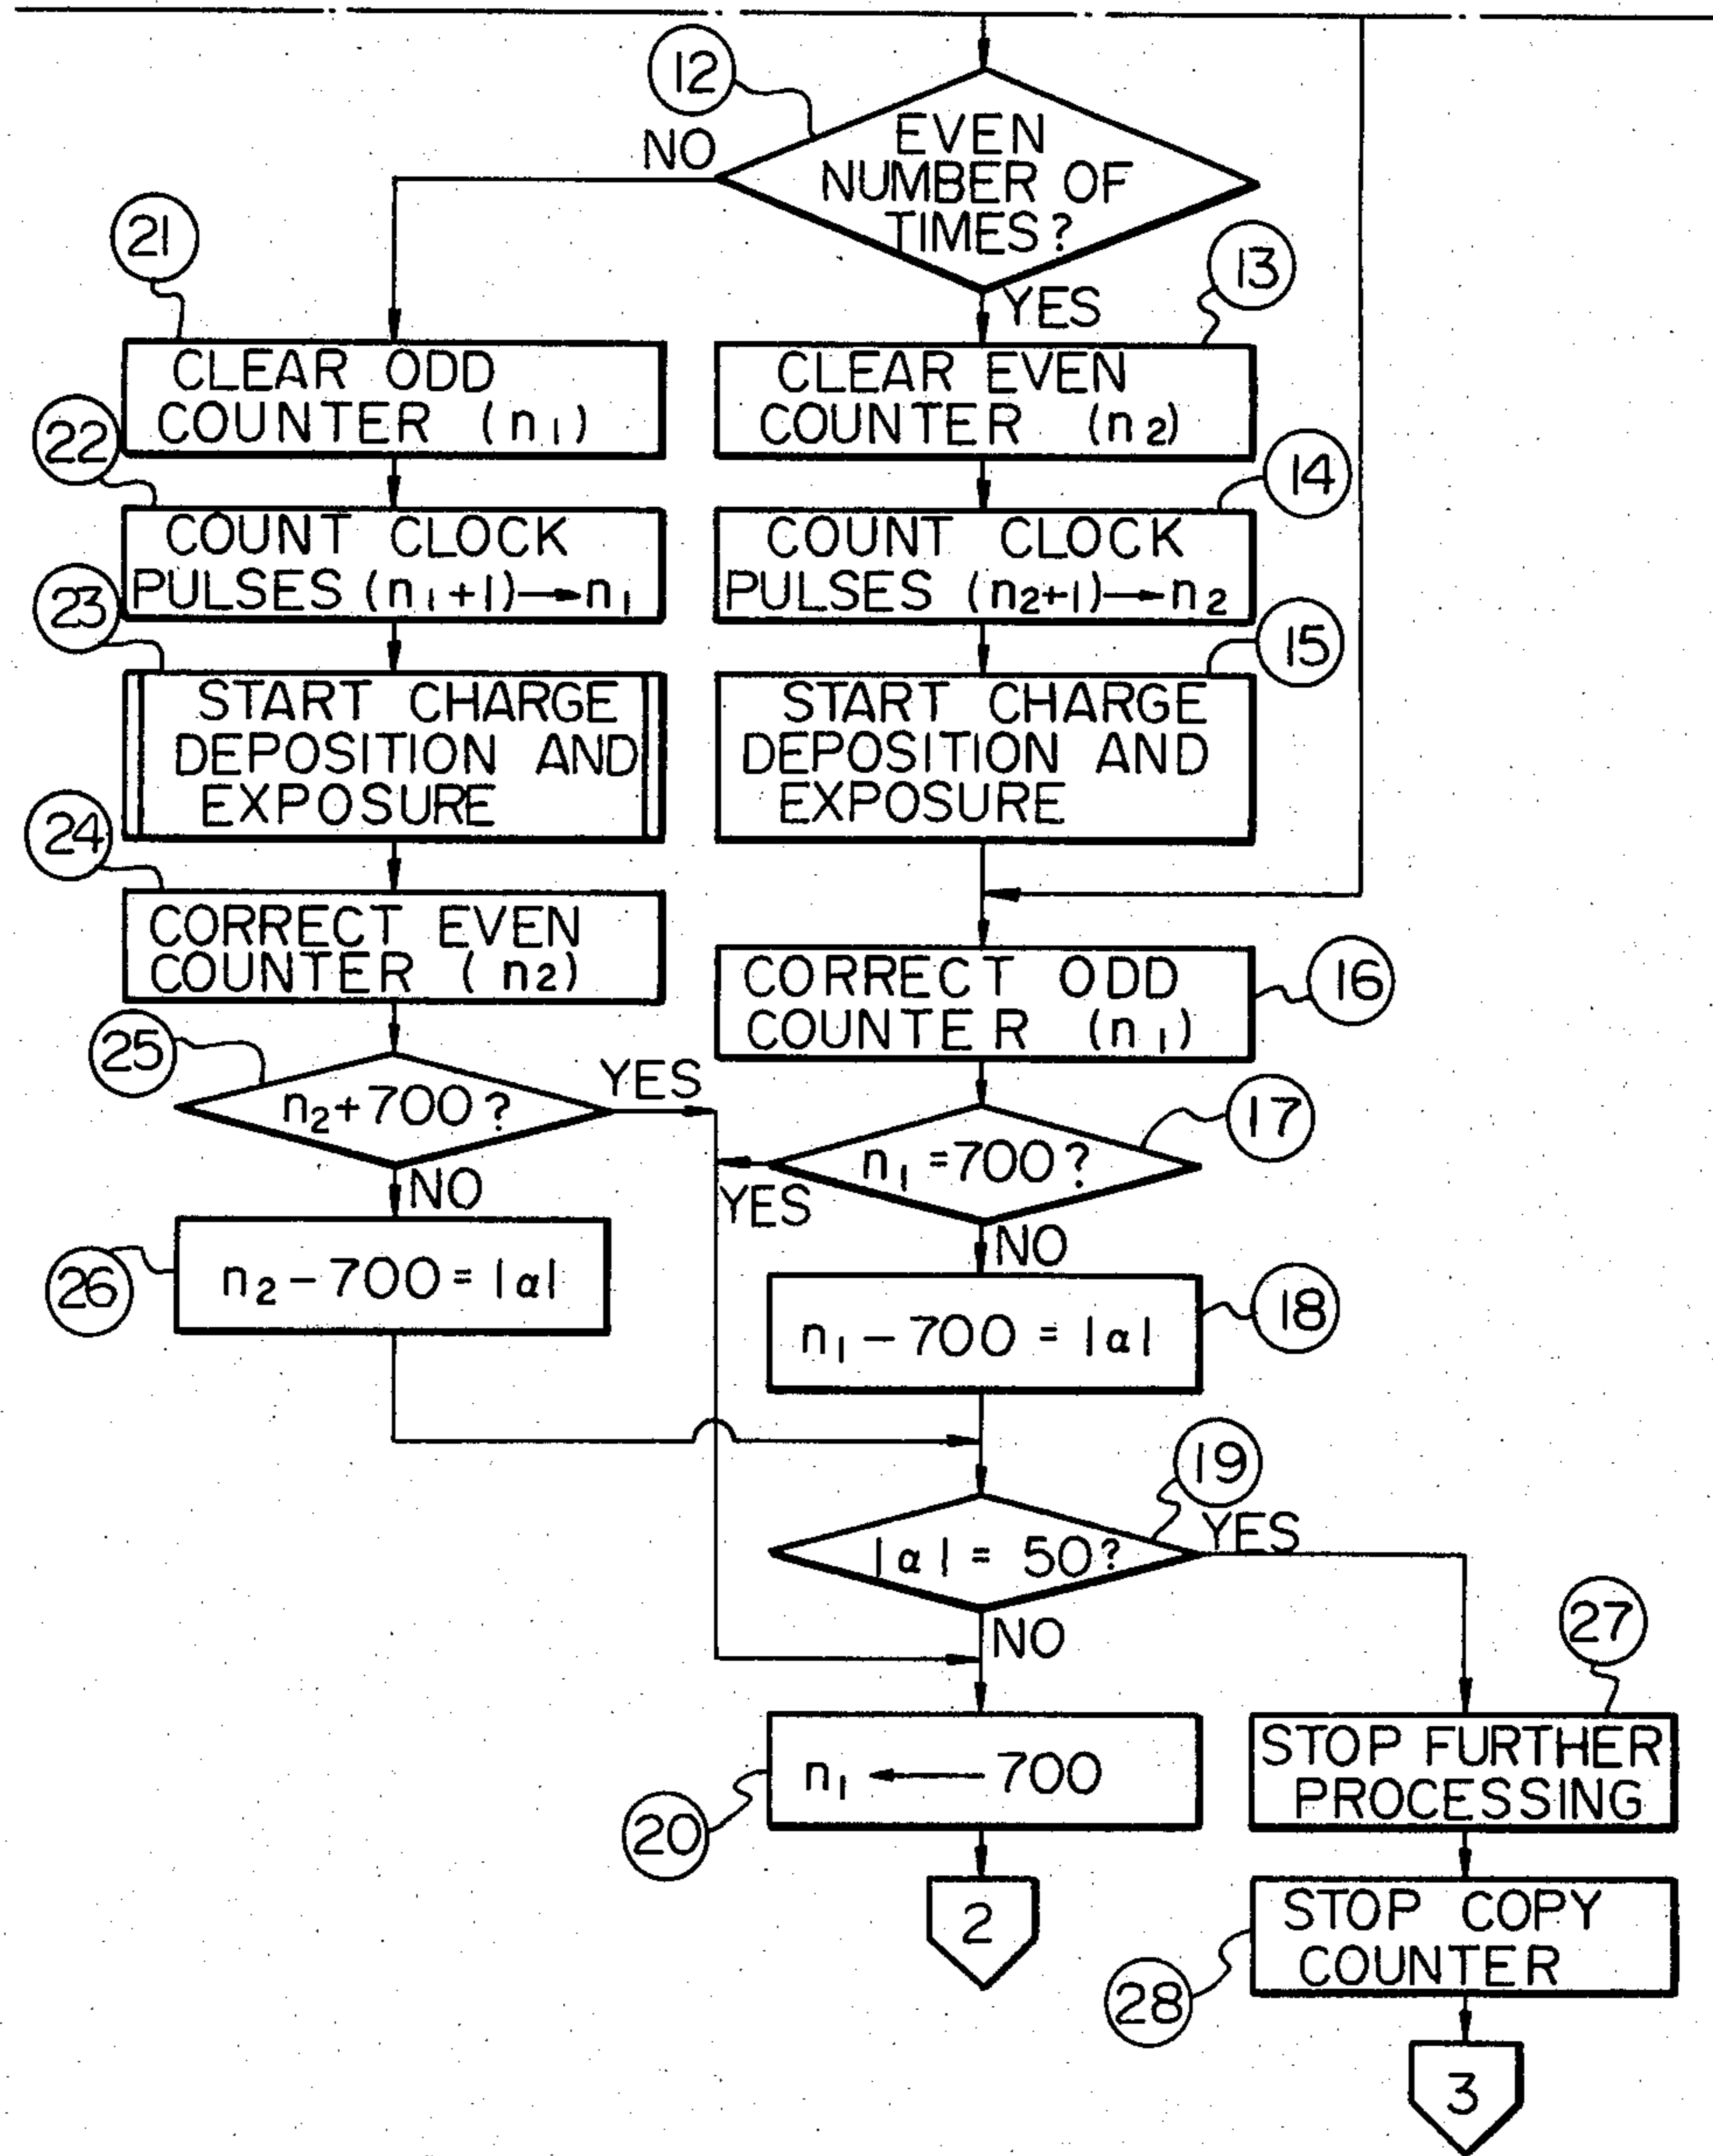 12
EVEN
NUMBER OF
TIMES?
NO
YES
21
CLEAR ODD
COUNTER (n1)
13
CLEAR EVEN
COUNTER (n2)
22
COUNT CLOCK
PULSES (n1+1)→n1
14
COUNT CLOCK
PULSES (n2+1)→n2
23
START CHARGE
DEPOSITION AND
EXPOSURE
15
START CHARGE
DEPOSITION AND
EXPOSURE
24
CORRECT EVEN
COUNTER (n2)
16
CORRECT ODD
COUNTER (n1)
25
n2+700?
YES
NO
17
n1=700?
YES
NO
26
n2-700=|α|
18
n1-700=|α|
19
|α|=50?
YES
NO
20
n1←700
2
27
STOP FURTHER
PROCESSING
28
STOP COPY
COUNTER
3